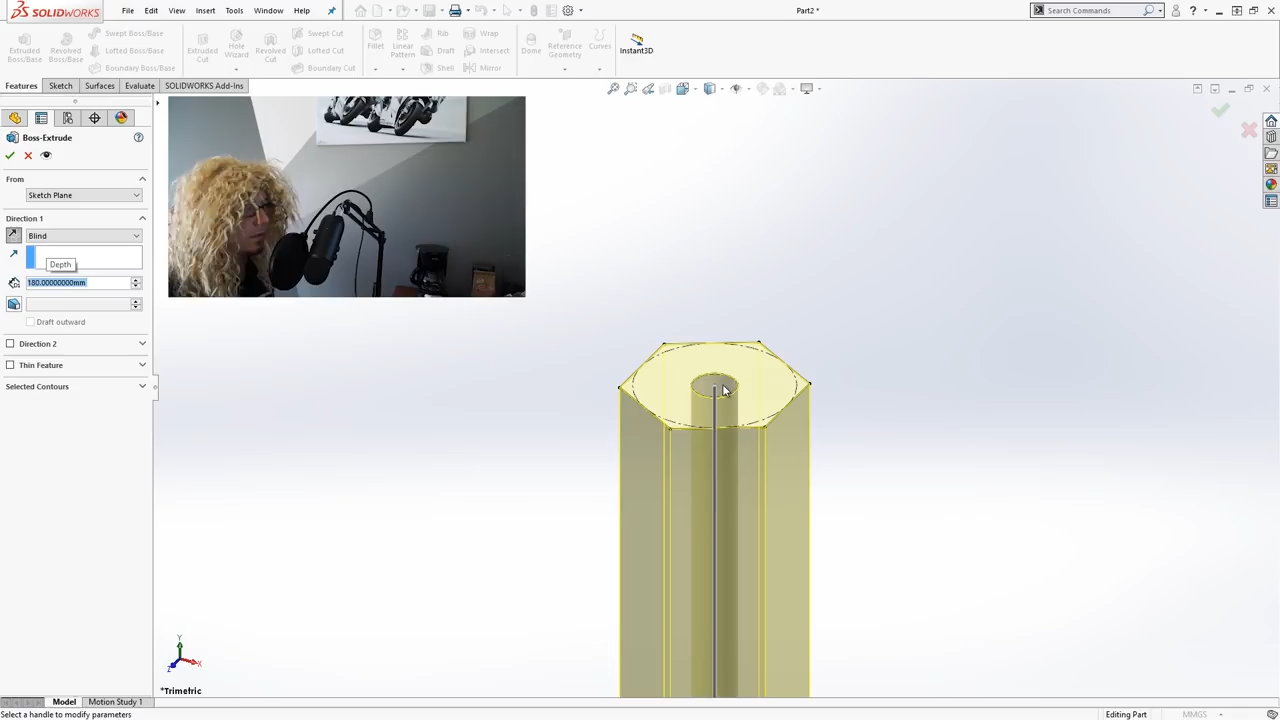 SOLIDWORKS File Edit View Insert Tools Window Help Part2 * Search Commands
Extruded Boss/Base Revolved Boss/Base Swept Boss/Base Lofted Boss/Base Boundary Boss/Base Extruded Cut Hole Wizard Revolved Cut Swept Cut Lofted Cut Boundary Cut Fillet Linear Pattern Rib Draft Shell Wrap Intersect Mirror Dome Reference Geometry Curves Instant3D
Features Sketch Surfaces Evaluate SOLIDWORKS Add-Ins
Boss-Extrude
From
Sketch Plane
Direction 1
Blind
Depth
180.00000000mm
Draft outward
Direction 2
Thin Feature
Selected Contours
Y
X
Z
*Trimetric
Model Motion Study 1
Select a handle to modify parameters Editing Part MMGS